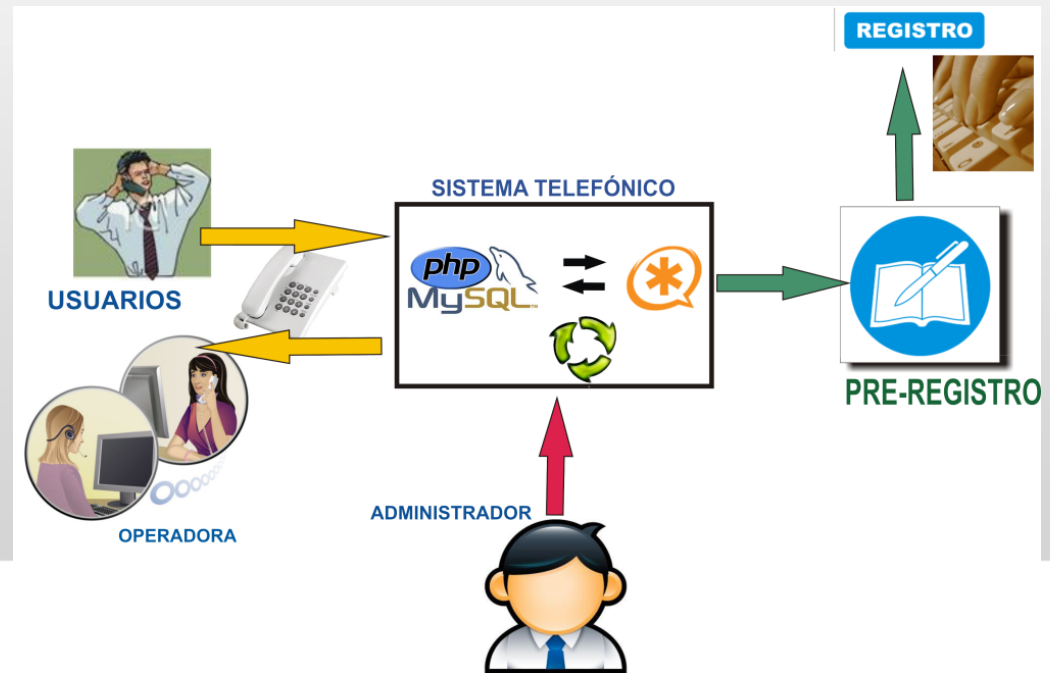 REGISTRO
SISTEMA TELEFÓNICO
php
MySQL
USUARIOS
PRE-REGISTRO
ADMINISTRADOR
OPERADORA